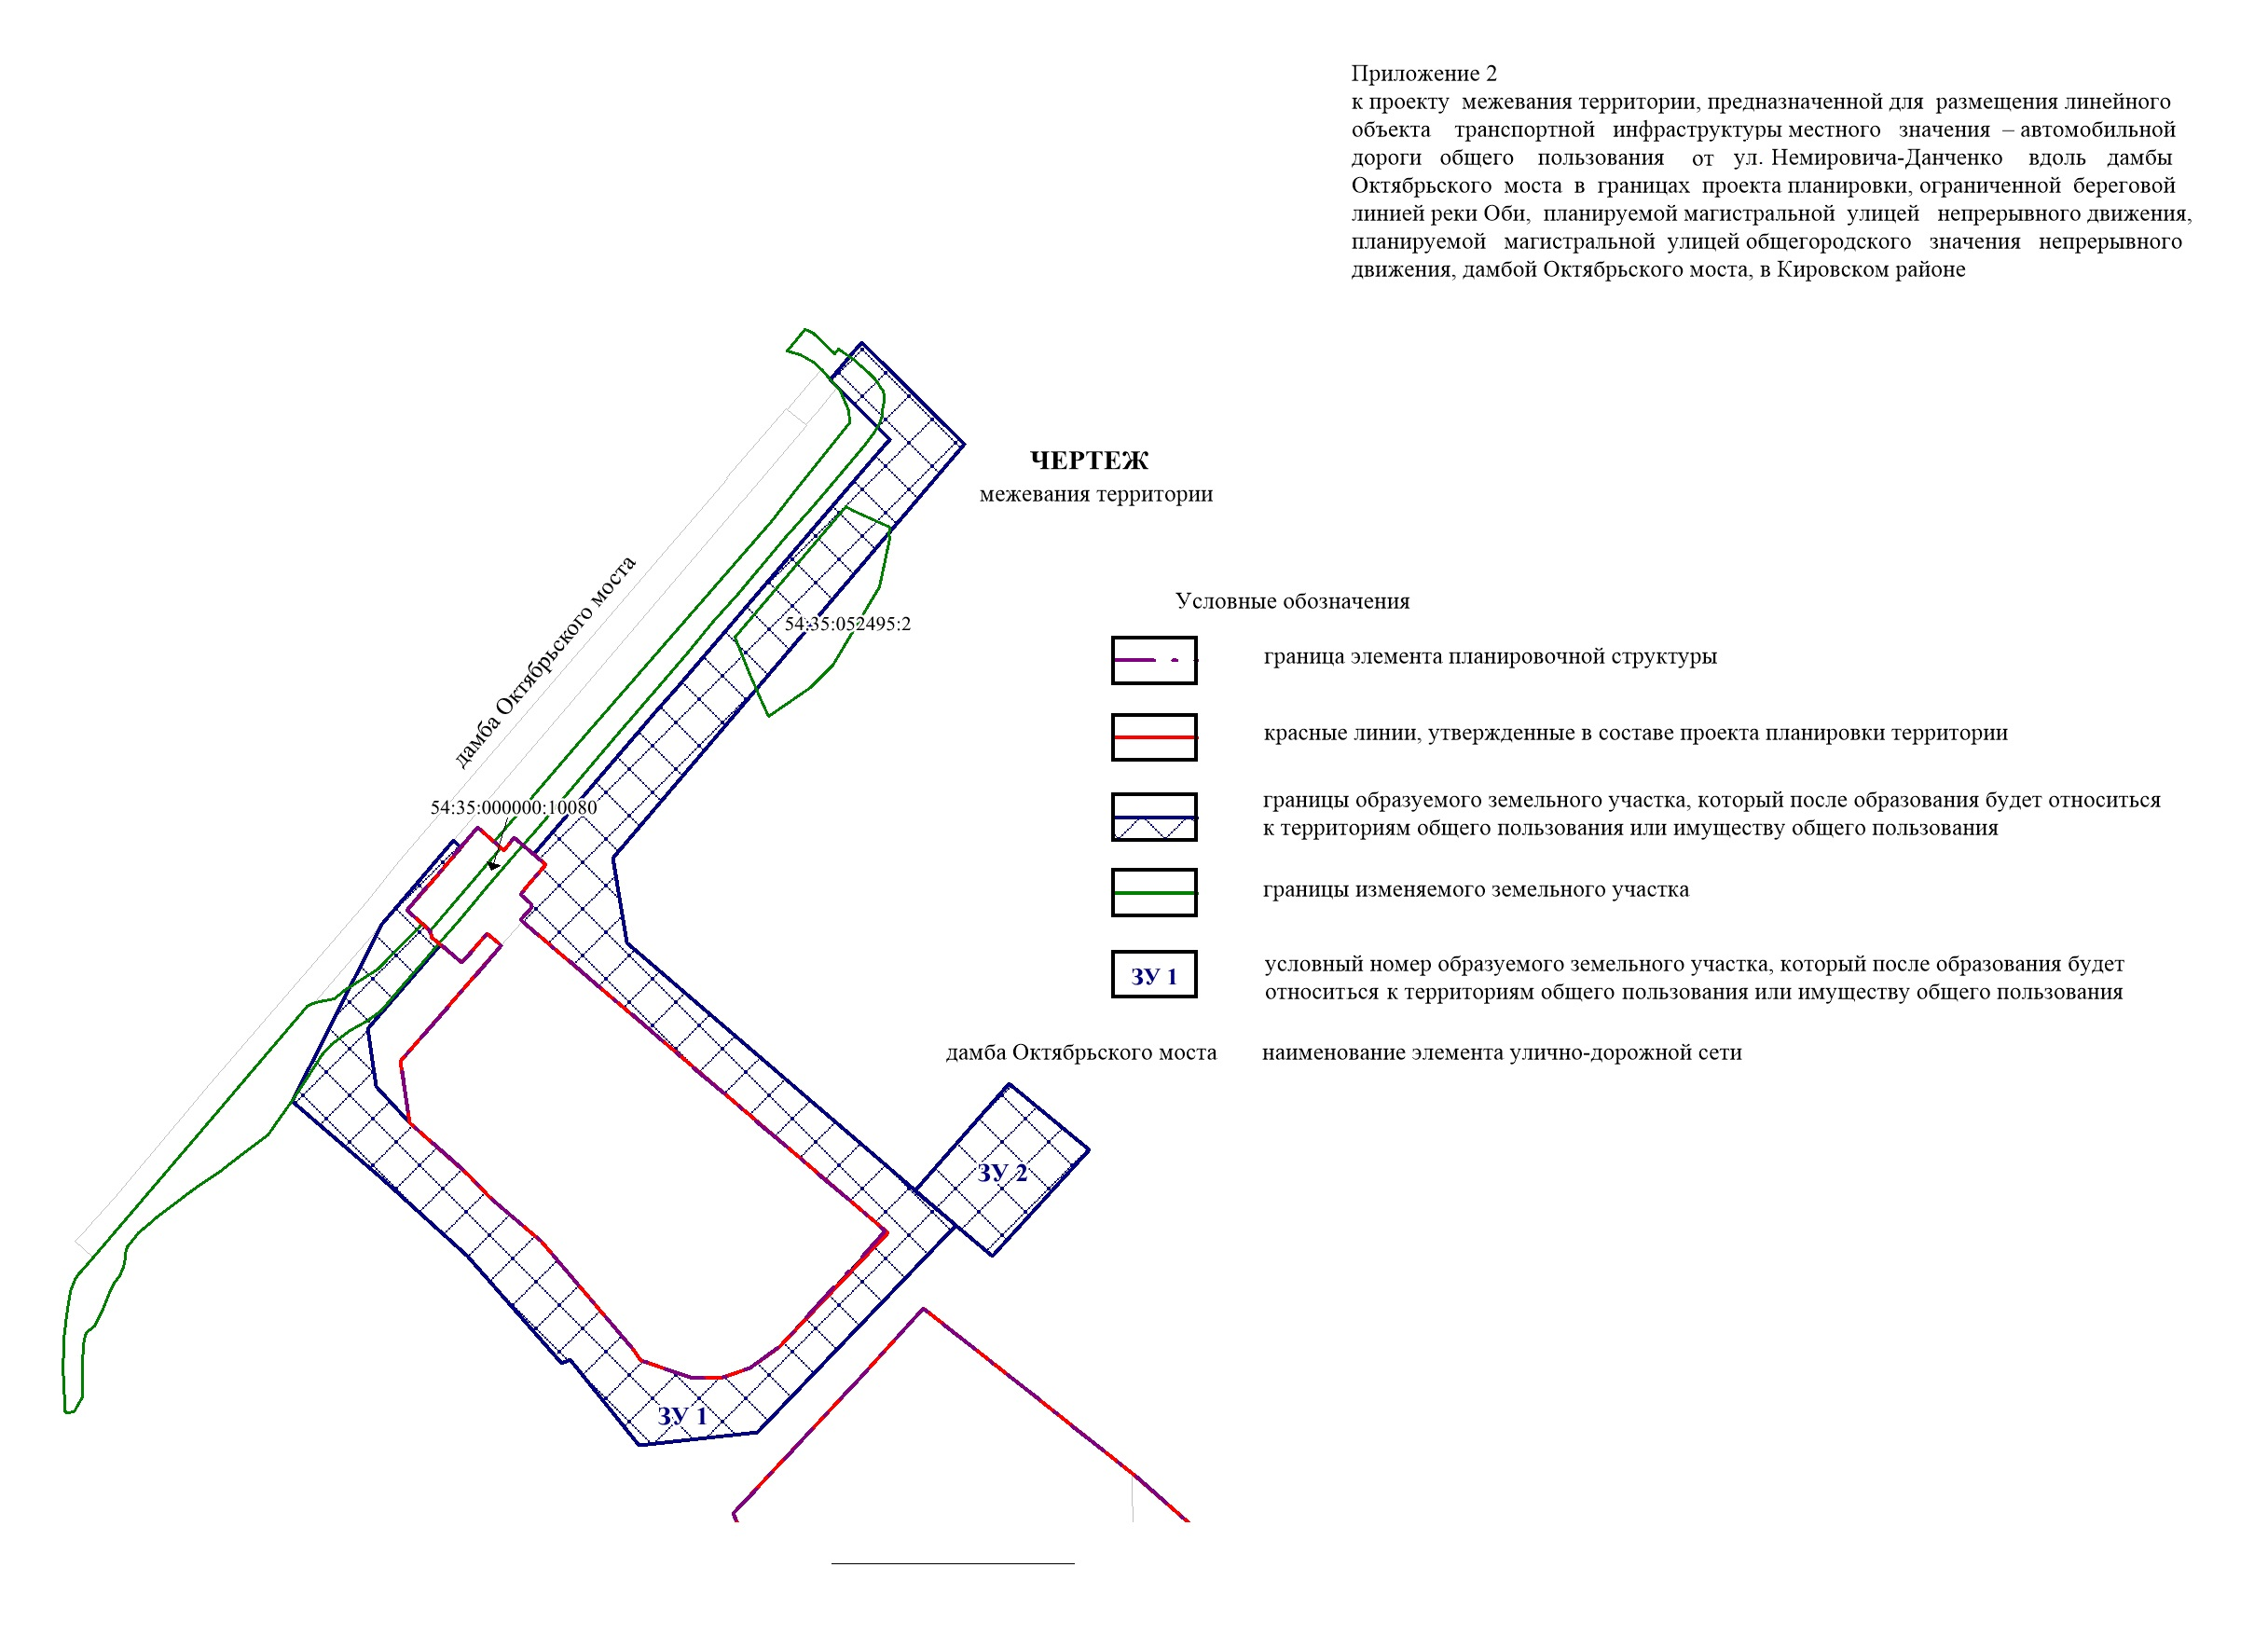 Приложение 2
к проекту межевания территории, предназначенной для размещения линейного
объекта транспортной инфраструктуры местного значения – автомобильной
дороги общего пользования от ул. Немировича-Данченко вдоль дамбы
Октябрьского моста в границах проекта планировки, ограниченной береговой
линией реки Оби, планируемой магистральной улицей непрерывного движения,
планируемой магистральной улицей общегородского значения непрерывного
движения, дамбой Октябрьского моста, в Кировском районе
ЧЕРТЕЖ
межевания территории
дамба Октябрьского моста
54:35:052495:2
54:35:000000:10080
Условные обозначения
граница элемента планировочной структуры
красные линии, утвержденные в составе проекта планировки территории
границы образуемого земельного участка, который после образования будет относиться
к территориям общего пользования или имуществу общего пользования
границы изменяемого земельного участка
ЗУ 1
условный номер образуемого земельного участка, который после образования будет
относиться к территориям общего пользования или имуществу общего пользования
дамба Октябрьского моста наименование элемента улично-дорожной сети
ЗУ 2
ЗУ 1